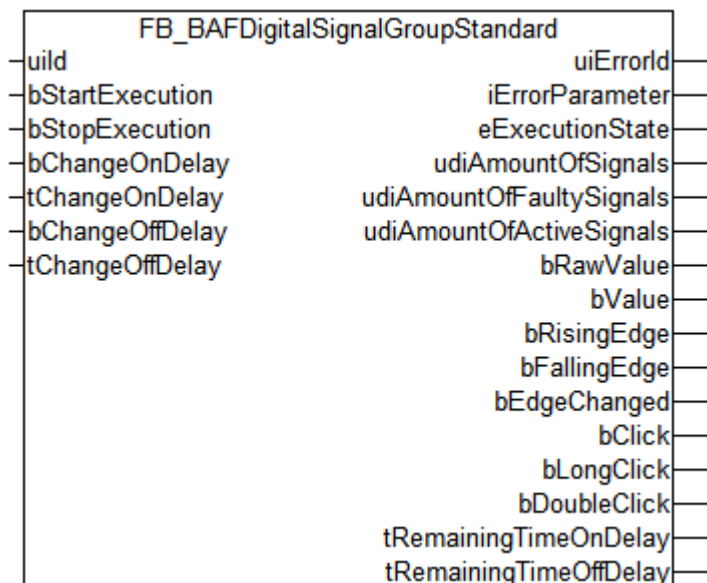 FB_BAFDigitalSignalGroupStandard
uiId uiErrorId
bStartExecution iErrorParameter
bStopExecution eExecutionState
bChangeOnDelay udiAmountOfSignals
tChangeOnDelay udiAmountOfFaultySignals
bChangeOffDelay udiAmountOfActiveSignals
tChangeOffDelay bRawValue
bValue
bRisingEdge
bFallingEdge
bEdgeChanged
bClick
bLongClick
bDoubleClick
tRemainingTimeOnDelay
tRemainingTimeOffDelay